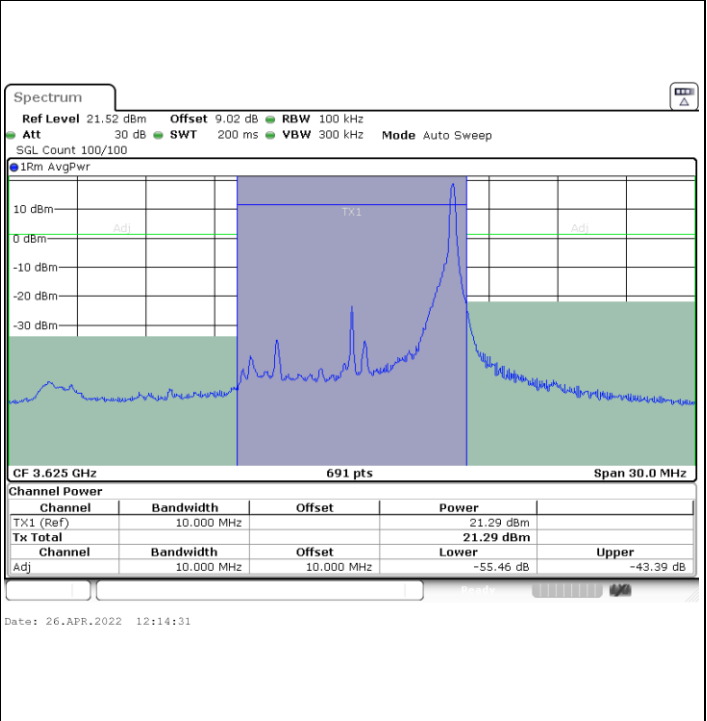 Spectrum
Ref Level 21.52 dBm Offset 9.02 dB RBW 100 kHz
Att 30 dB SWT 200 ms VBW 300 kHz Mode Auto Sweep
SGL Count 100/100
1Rm AvgPwr
10 dBm
TX1
Adj Adj
0 dBm
-10 dBm
-20 dBm
-30 dBm
CF 3.625 GHz 691 pts Span 30.0 MHz
Channel Power
Channel Bandwidth Offset Power
TX1 (Ref) 10.000 MHz 21.29 dBm
Tx Total 21.29 dBm
Channel Bandwidth Offset Lower Upper
Adj 10.000 MHz 10.000 MHz -55.46 dB -43.39 dB
Ready
Date: 26.APR.2022 12:14:31